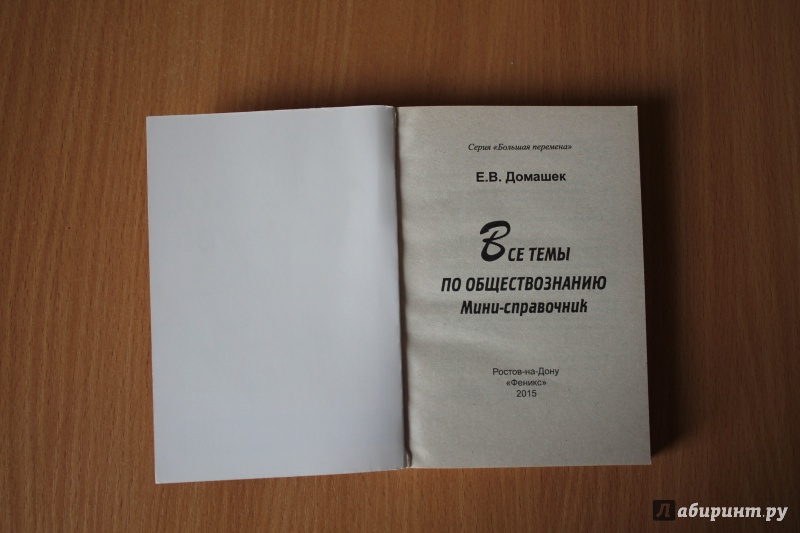 Серия «Большая перемена»
Е.В. Домашек
Все темы
по обществознанию
Мини-справочник
Ростов-на-Дону
«Феникс»
2015
Лабиринт.ру